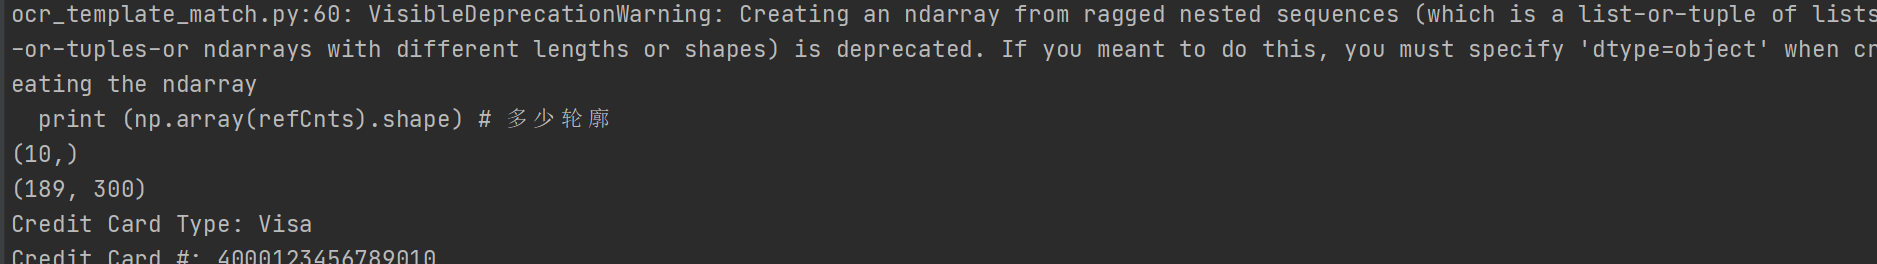 ocr_template_match.py:60: VisibleDeprecationWarning: Creating an ndarray from ragged nested sequences (which is a list-or-tuple of lists
-or-tuples-or ndarrays with different lengths or shapes) is deprecated. If you meant to do this, you must specify 'dtype=object' when cr
eating the ndarray
  print (np.array(refCnts).shape) # 多少轮廓
(10,)
(189, 300)
Credit Card Type: Visa
Credit Card #: 4000123456789010